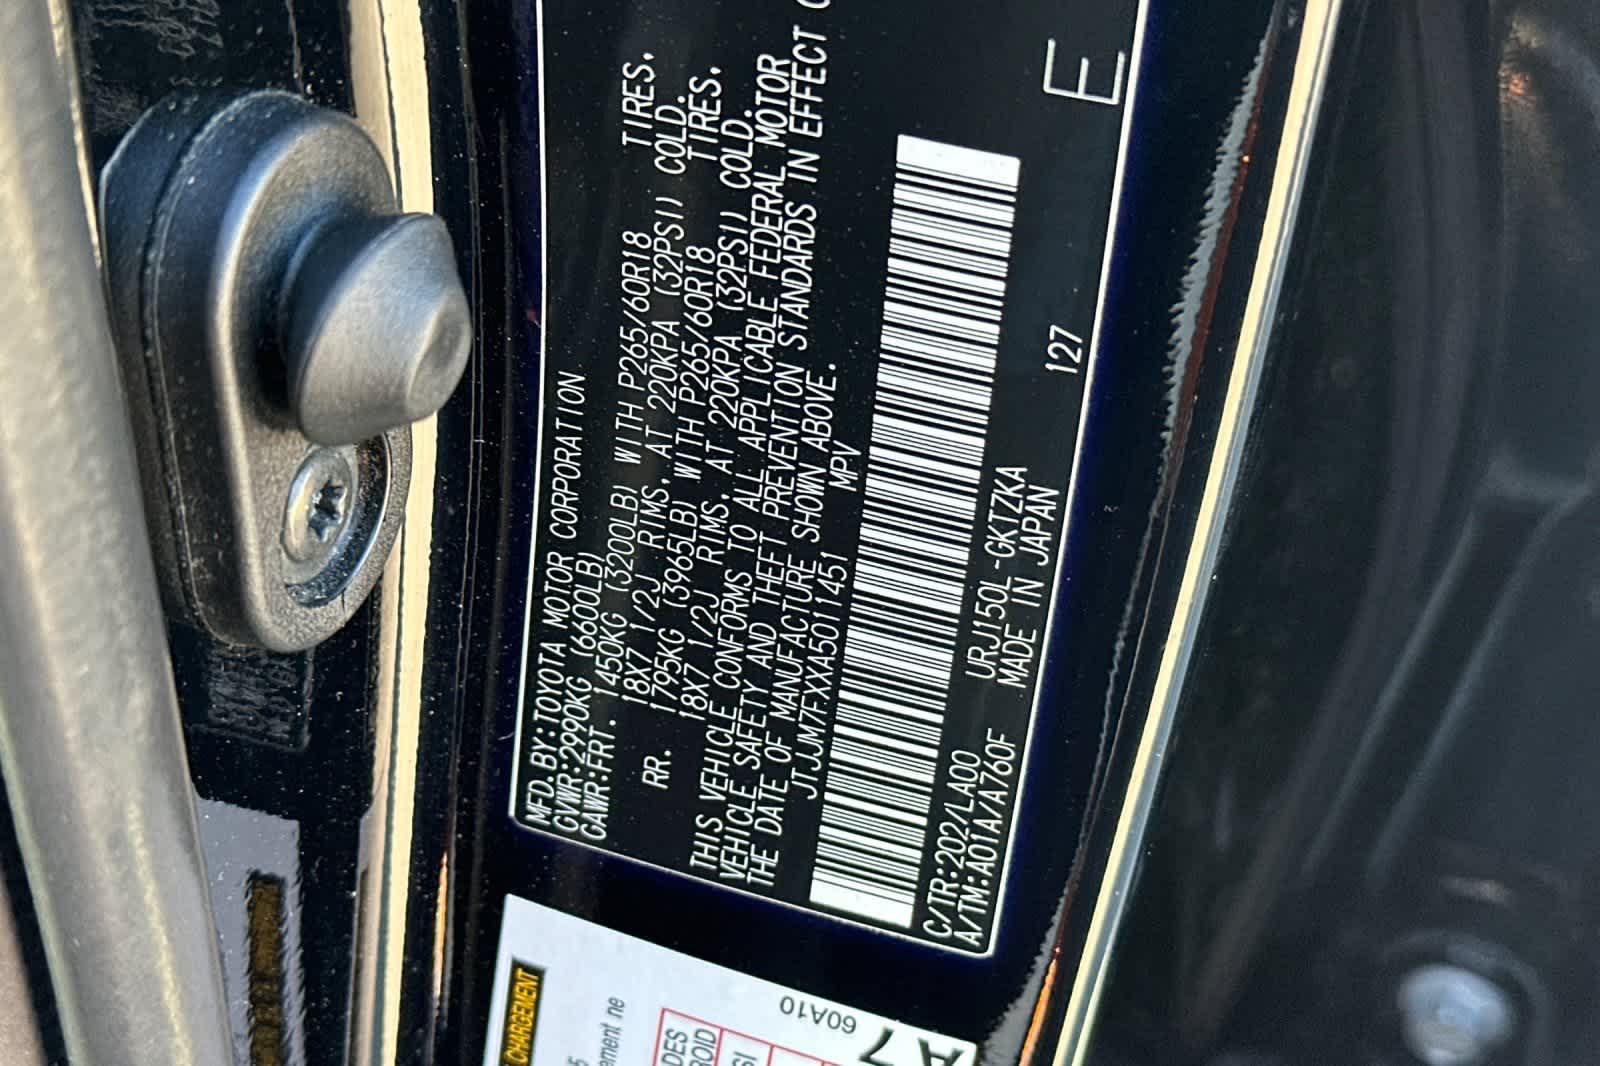 MFD.BY:TOYOTA MOTOR CORPORATION
GVWR:2990KG (6600LB)
GAWR:FRT. 1450KG (3200LB) WITH P265/60R18 TIRES.
18X7 1/2J RIMS, AT 220KPA (32PSI) COLD.
RR. 1795KG (3965LB) WITH P265/60R18 TIRES.
18X7 1/2J RIMS, AT 220KPA (32PSI) COLD.
THIS VEHICLE CONFORMS TO ALL APPLICABLE FEDERAL MOTOR
VEHICLE SAFETY AND THEFT PREVENTION STANDARDS IN EFFECT
THE DATE OF MANUFACTURE SHOWN ABOVE.
JTJJM7FXXA5011451 MPV
C/TR:202/LA00 URJ150L-GKTZKA 127 E
A/TM:A01A/A760F MADE IN JAPAN
CHARGEMENT
60A10
A7